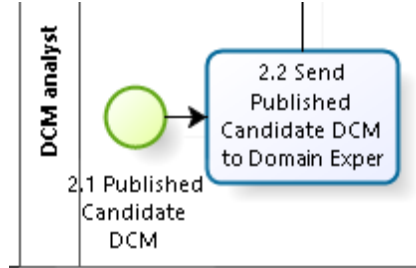 DCM analyst
2.2 Send
Published
Candidate DCM
to Domain Exper
2.1 Published
Candidate
DCM